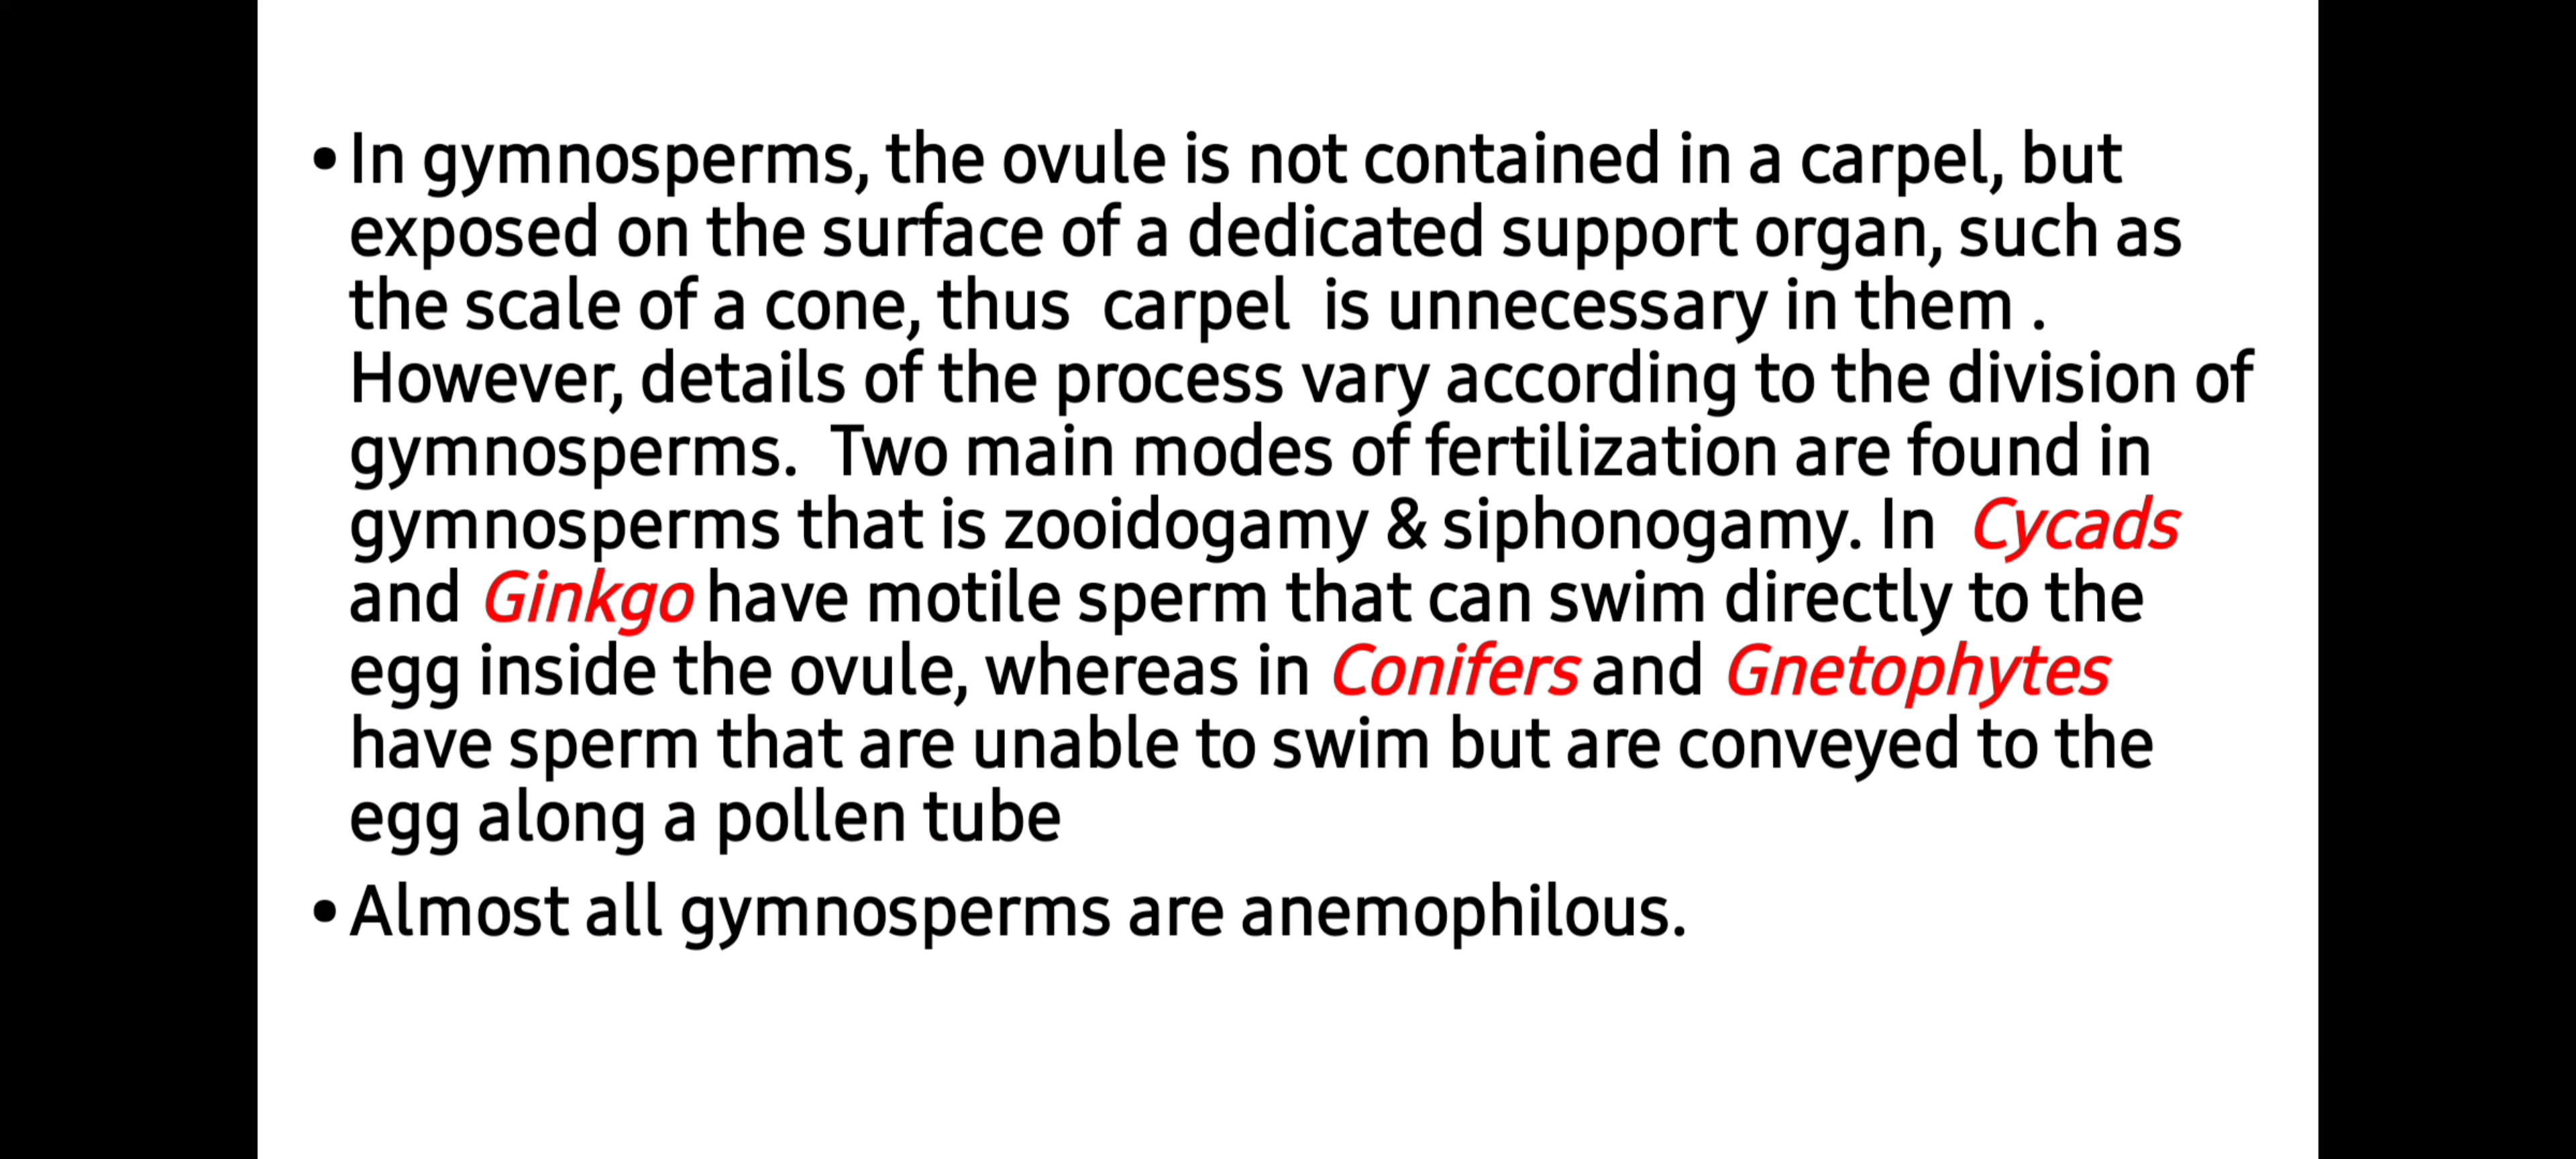 • In gymnosperms, the ovule is not contained in a carpel, but
exposed on the surface of a dedicated support organ, such as
the scale of a cone, thus carpel is unnecessary in them .
However, details of the process vary according to the division of
gymnosperms. Two main modes of fertilization are found in
gymnosperms that is zooidogamy & siphonogamy. In Cycads
and Ginkgo have motile sperm that can swim directly to the
egg inside the ovule, whereas in Conifers and Gnetophytes
have sperm that are unable to swim but are conveyed to the
egg along a pollen tube
• Almost all gymnosperms are anemophilous.